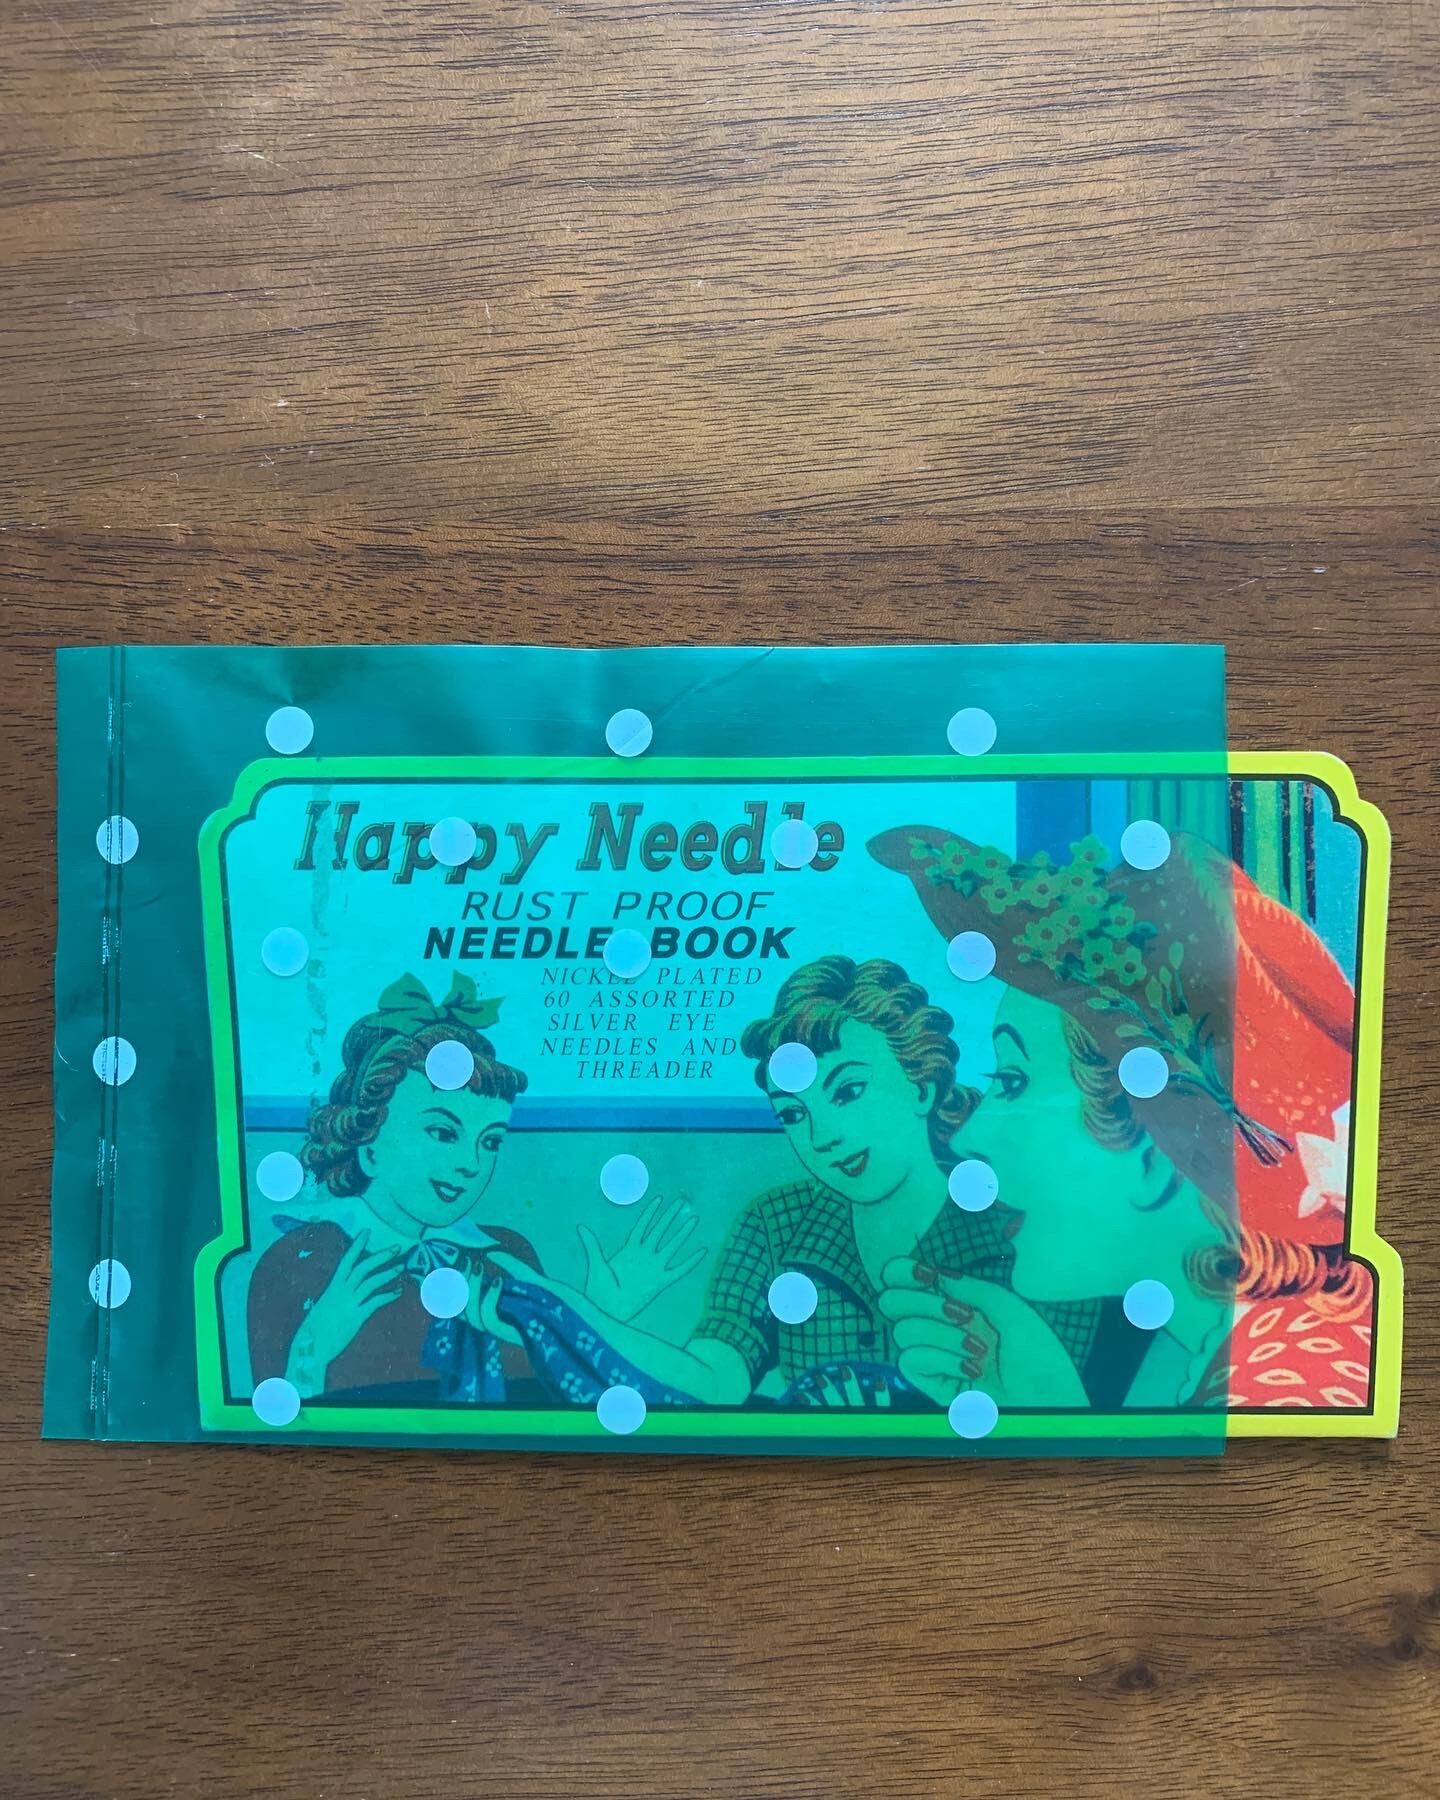 Happy Needle
RUST PROOF
NEEDLE BOOK
NICKEL PLATED
60 ASSORTED
SILVER EYE
NEEDLES AND
THREADER